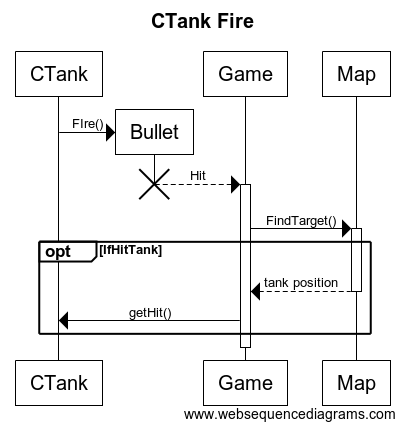 CTank Fire
CTank
Game
Map
FIre()
Bullet
Hit
FindTarget()
opt
[IfHitTank]
tank position
getHit()
CTank
Game
Map
www.websequencediagrams.com